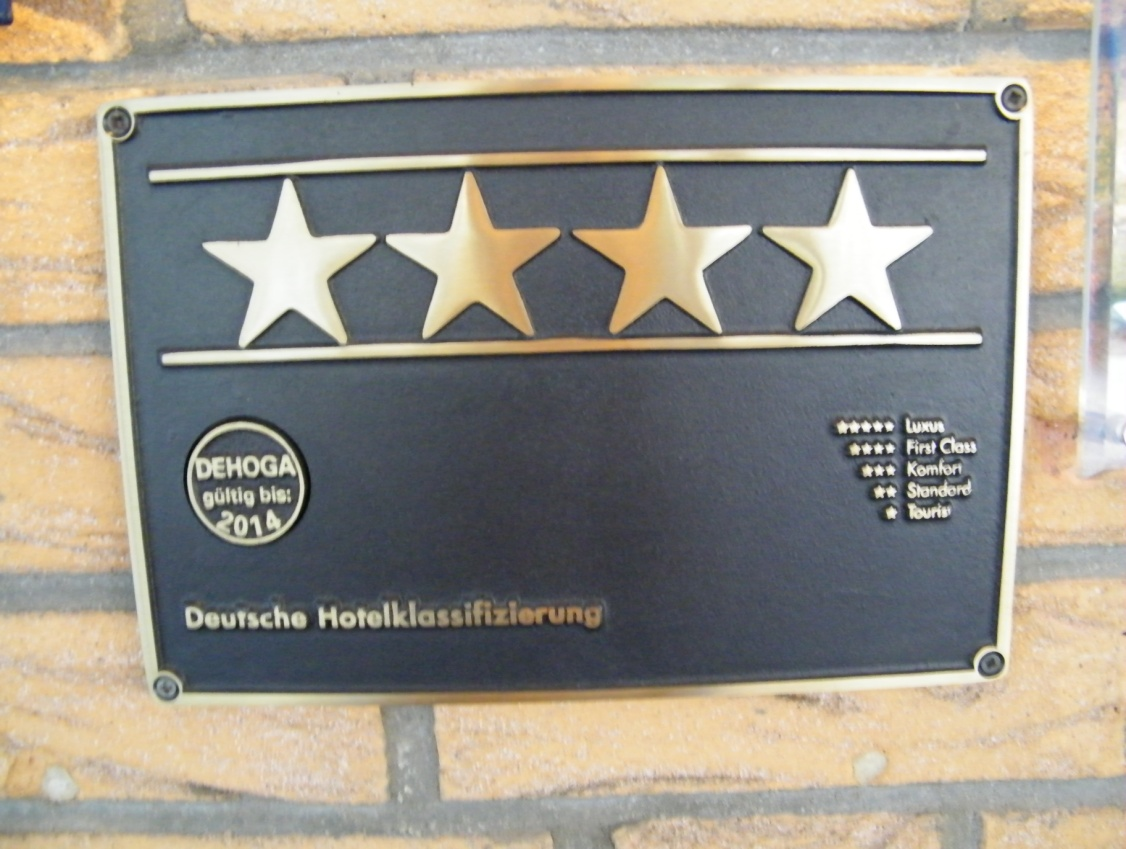 DEHOGA
gültig bis:
2014
Luxus
First Class
Komfort
Standard
Tourist
Deutsche Hotelklassifizierung